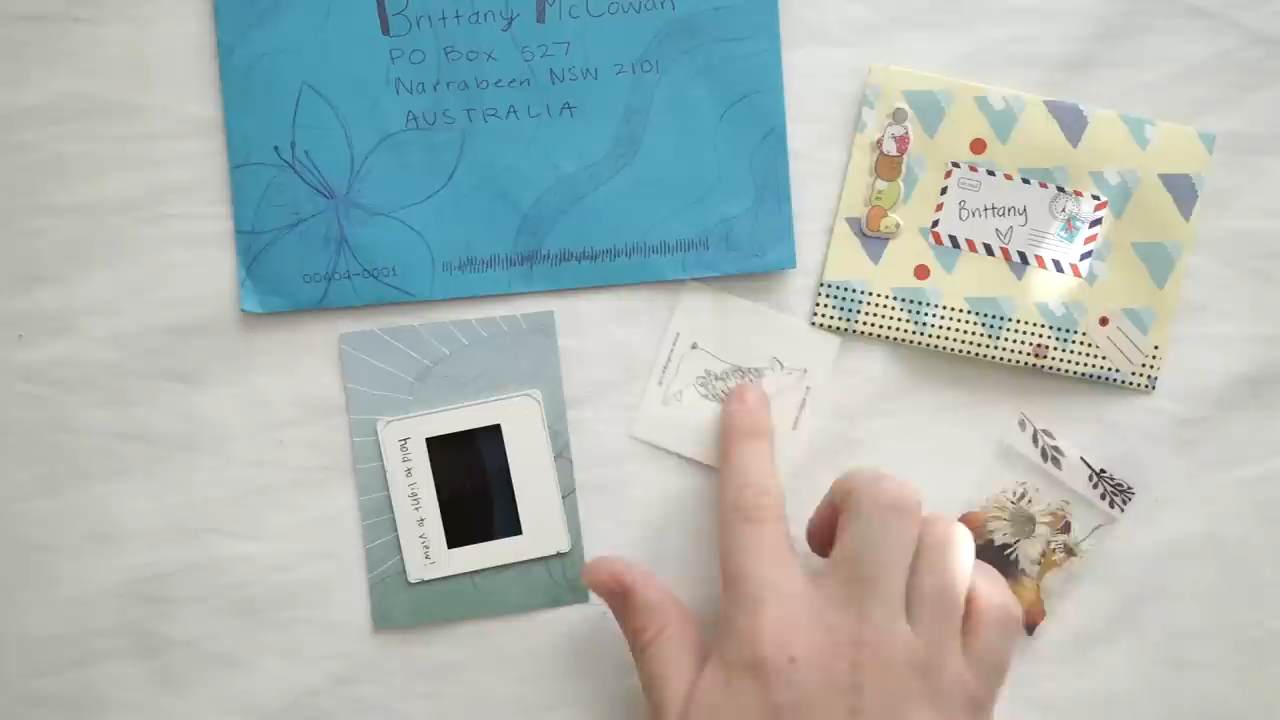 Brittany McCowan
PO Box 527
Narrabeen NSW 2101
AUSTRALIA
00404-0001
Brittany
hold to light to view!